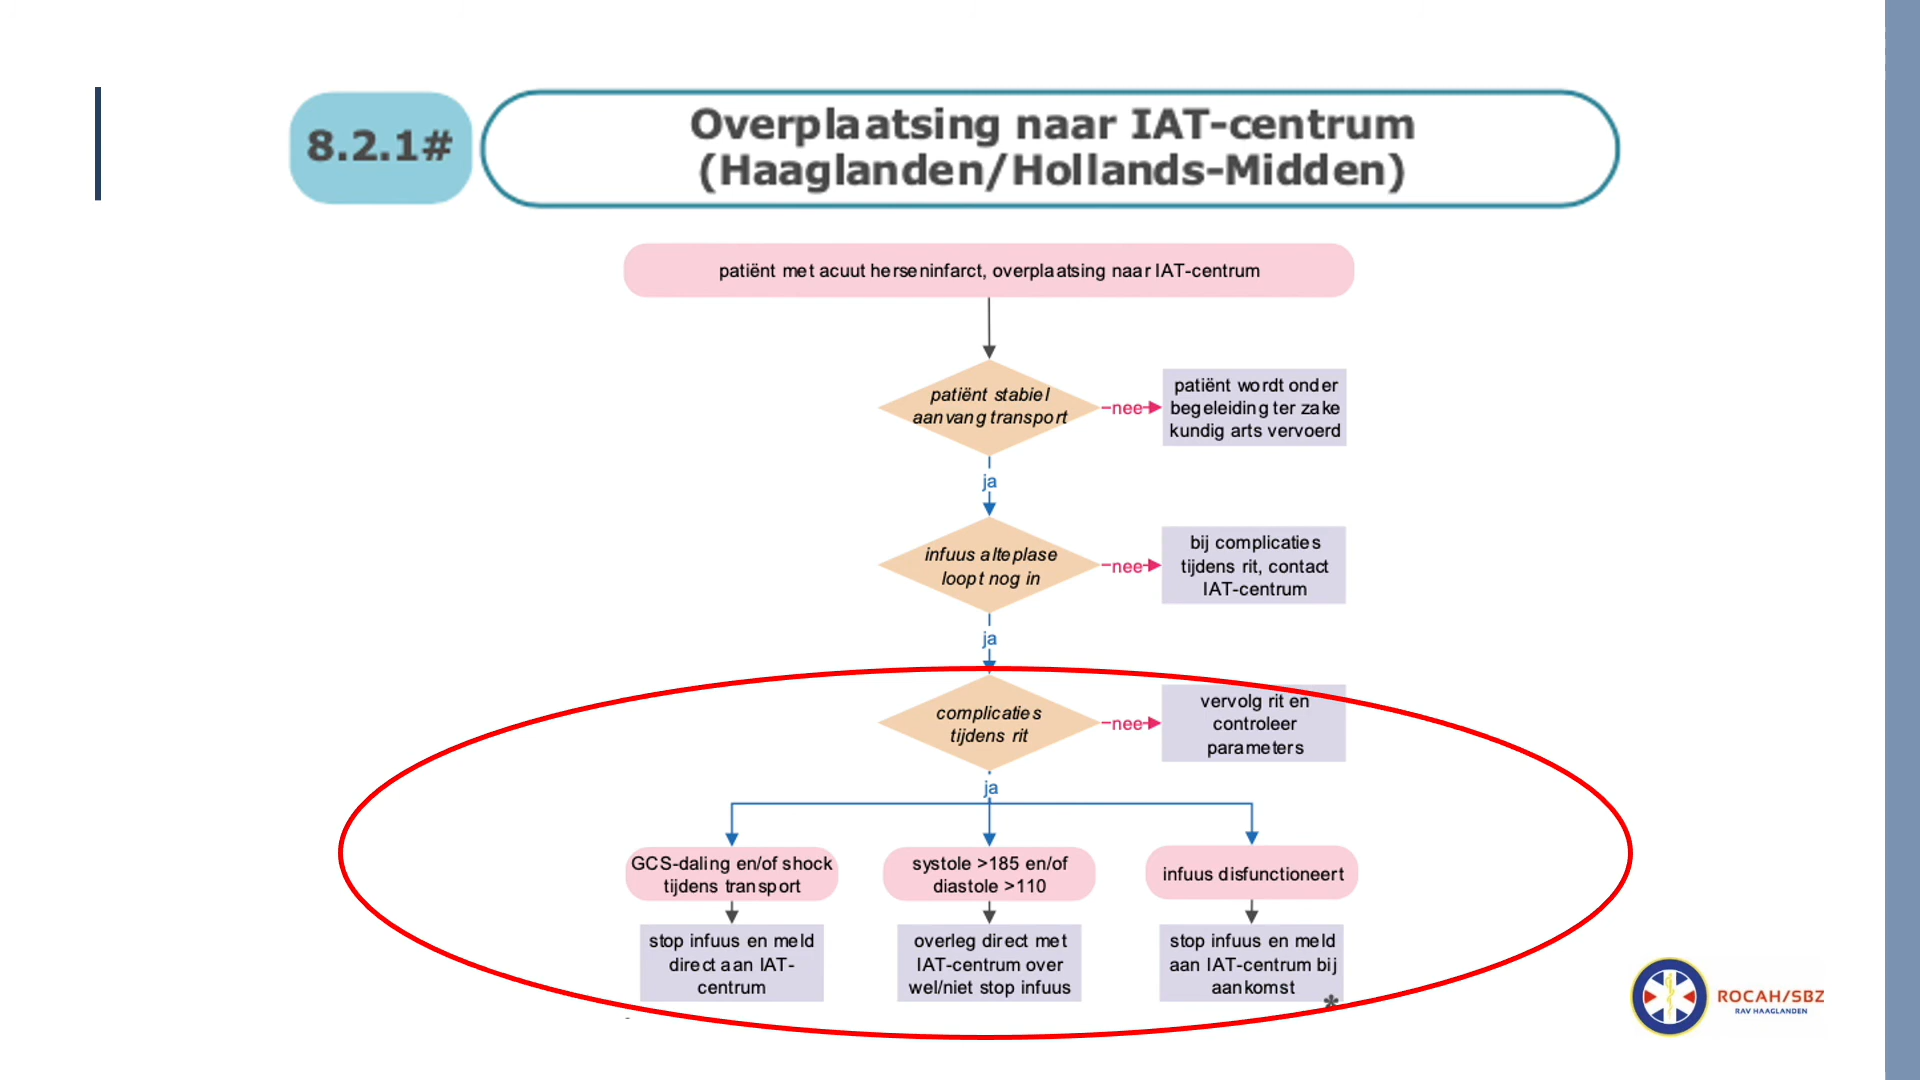 8.2.1#
Overplaatsing naar IAT-centrum
(Haaglanden/Hollands-Midden)
patiënt met acuut herseninfarct, overplaatsing naar IAT-centrum
patiënt stabiel
aanvang transport
nee
patiënt wordt onder
begeleiding ter zake
kundig arts vervoerd
ja
infuus alteplase
loopt nog in
nee
bij complicaties
tijdens rit, contact
IAT-centrum
ja
complicaties
tijdens rit
nee
vervolg rit en
controleer
parameters
ja
GCS-daling en/of shock
tijdens transport
systole >185 en/of
diastole >110
infuus disfunctioneert
stop infuus en meld
direct aan IAT-
centrum
overleg direct met
IAT-centrum over
wel/niet stop infuus
stop infuus en meld
aan IAT-centrum bij
aankomst
*
ROCAH/SBZ
RAV HAAGLANDEN